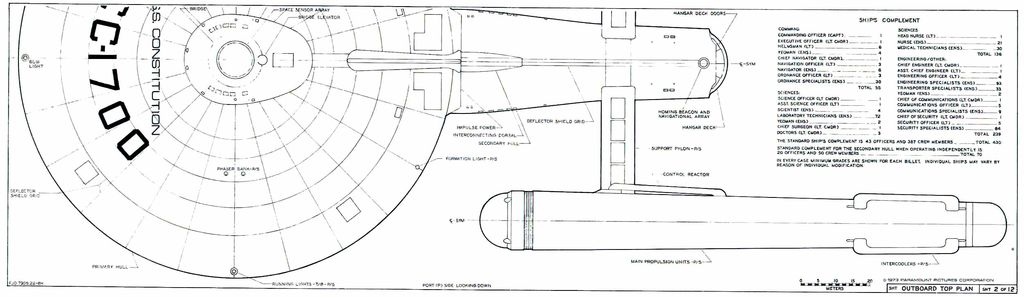 BRIDGE
SPACE SENSOR ARRAY
BRIDGE ELEVATOR
S.S. CONSTITUTION
CC-1700
BLU LIGHT
DEFLECTOR SHIELD GRID
PHASER BANK-P/S
PRIMARY HULL
RUNNING LIGHTS
FORMATION LIGHT-P/S
IMPULSE POWER
INTERCONNECTING DORSAL
SECONDARY HULL
DEFLECTOR SHIELD GRID
HANGAR DECK DOORS
℄-SYM
HOMING BEACON AND
NAVIGATIONAL ARRAY
HANGAR DECK
SUPPORT PYLON-P/S
CONTROL REACTOR
℄-SYM
MAIN PROPULSION UNITS-P/S
INTERCOOLERS-P/S
PORT (P) SIDE LOOKING DOWN
SHIP'S COMPLEMENT
COMMAND:
COMMANDING OFFICER (CAPT) 1
EXECUTIVE OFFICER (LT CMDR) 1
HELMSMAN (LT)
YEOMAN (ENS)
CHIEF NAVIGATOR (LT CMDR) 1
NAVIGATION OFFICER (LT)
NAVIGATOR (ENS)
ORDNANCE OFFICER (LT) 3
ORDNANCE SPECIALISTS (ENS) 30
TOTAL 55
SCIENCES:
SCIENCE OFFICER (LT CMDR) 1
ASST. SCIENCE OFFICER (LT) 1
SCIENTIST (ENS)
LABORATORY TECHNICIANS (ENS) 72
YEOMAN (ENS) 2
CHIEF SURGEON (LT CMDR) 1
DOCTORS (LT CMDR) 3
SCIENCES
HEAD NURSE (LT) 1
NURSE (ENS) 21
MEDICAL TECHNICIANS (ENS) 30
TOTAL 136
ENGINEERING/OTHER:
CHIEF ENGINEER (LT CMDR) 1
ASST. CHIEF ENGINEER (LT) 1
ENGINEERING OFFICER (LT) 4
ENGINEERING SPECIALISTS (ENS) 93
TRANSPORTER SPECIALISTS (ENS) 33
YEOMAN (ENS) 2
CHIEF OF COMMUNICATIONS (LT CMDR) 1
COMMUNICATIONS OFFICER (LT) 5
COMMUNICATIONS SPECIALISTS (ENS)
CHIEF OF SECURITY (LT CMDR) 1
SECURITY OFFICER (LT) 5
SECURITY SPECIALISTS (ENS) 84
TOTAL 239
THE STANDARD SHIP'S COMPLEMENT IS 43 OFFICERS AND 387 CREW MEMBERS TOTAL 430
STANDARD COMPLEMENT FOR THE SECONDARY HULL WHEN OPERATING INDEPENDENTLY IS
20 OFFICERS AND 50 CREW MEMBERS TOTAL 70
IN EVERY CASE MINIMUM GRADES ARE SHOWN FOR EACH BILLET. INDIVIDUAL SHIPS MAY VARY BY
REASON OF INDIVIDUAL MODIFICATION.
0 5 10 15 20
METERS
© 1973 PARAMOUNT PICTURES CORPORATION
SHT OUTBOARD TOP PLAN SHT 2 OF 12